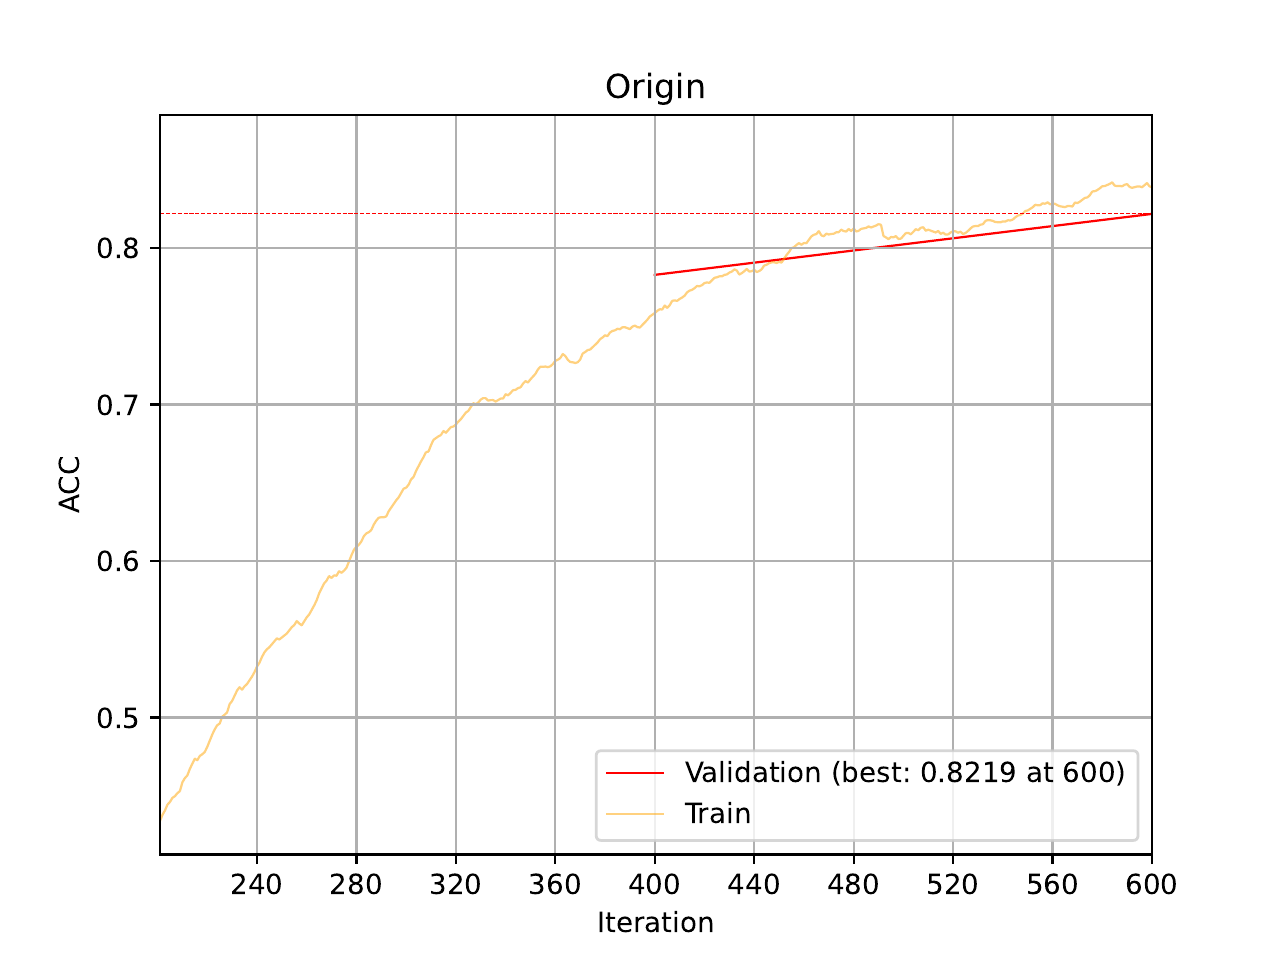 Origin
0.8
0.7
0.6
0.5
ACC
Validation (best: 0.8219 at 600)
Train
240 280 320 360 400 440 480 520 560 600
Iteration